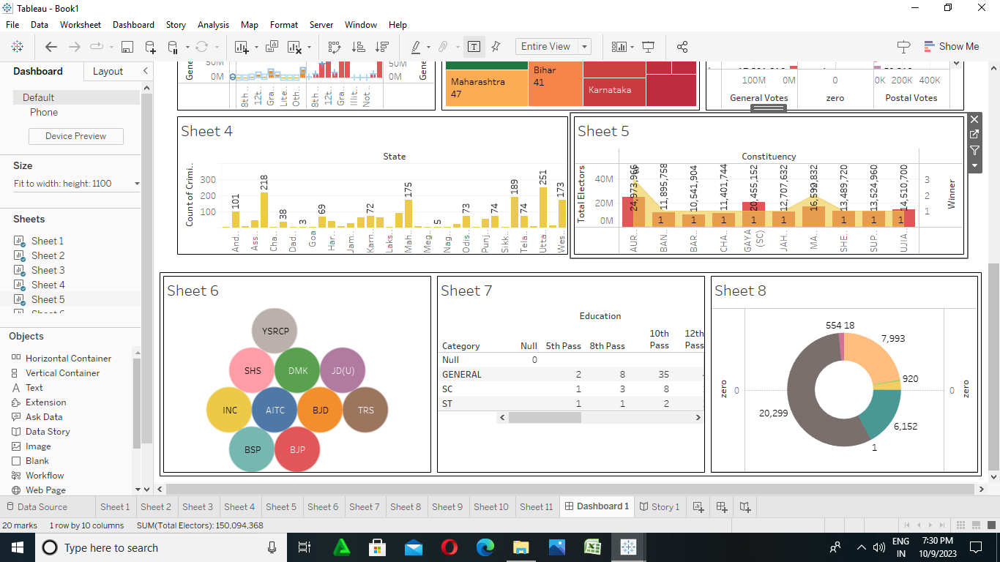 Tableau - Book1
File Data Worksheet Dashboard Story Analysis Map Format Server Window Help
Entire View
Show Me
Dashboard Layout
Default
Phone
Device Preview
Size
Fit to width: height: 1100
Sheets
Sheet 1
Sheet 2
Sheet 3
Sheet 4
Sheet 5
Objects
Horizontal Container
Vertical Container
Text
Extension
Ask Data
Data Story
Image
Blank
Workflow
Web Page
50M 50M
0M 0M
Gene Gene
8th.. 12t.. Gra.. Lite.. Oth.. 8th.. 12t.. Gra.. Illit.. Not..
Maharashtra
47
Bihar
41
Karnataka
100M 0M 0 0K 200K 400K
General Votes zero Postal Votes
Sheet 4
State
Count of Crimi..
300
200
100
101 218 38 3 69 72 175 5 73 74 189 74 251 173
And.. Ass.. Cha.. Dad.. Goa Har.. Jam.. Karn.. Laks.. Mah.. Meg.. Nag.. Odis.. Punj.. Sikk.. Tela.. Utta.. Wes..
Sheet 5
Constituency
Total Electors
40M
20M
0M
24,973,966 11,895,758 10,541,904 11,401,744 20,455,152 12,707,632 16,592,832 13,489,720 13,524,960 14,510,700
1 1 1 1 1 1 1 1
3
2
1
Winner
AUR.. BAN.. BAR.. CHA.. GAYA (SC) JAH.. MA.. SHE.. SUP.. UJIA..
Sheet 6
YSRCP
SHS DMK JD(U)
INC AITC BJD TRS
BSP BJP
Sheet 7
Education
Category Null 5th Pass 8th Pass 10th Pass 12th Pass
Null 0
GENERAL 2 8 35
SC 1 3 8
ST 1 1 2
Sheet 8
554 18
7,993
920
zero 0 0 zero
20,299
6,152
1
Data Source Sheet 1 Sheet 2 Sheet 3 Sheet 4 Sheet 5 Sheet 6 Sheet 7 Sheet 8 Sheet 9 Sheet 10 Sheet 11 Dashboard 1 Story 1
20 marks 1 row by 10 columns SUM(Total Electors): 150,094,368
Type here to search
ENG
IN
7:30 PM
10/9/2023